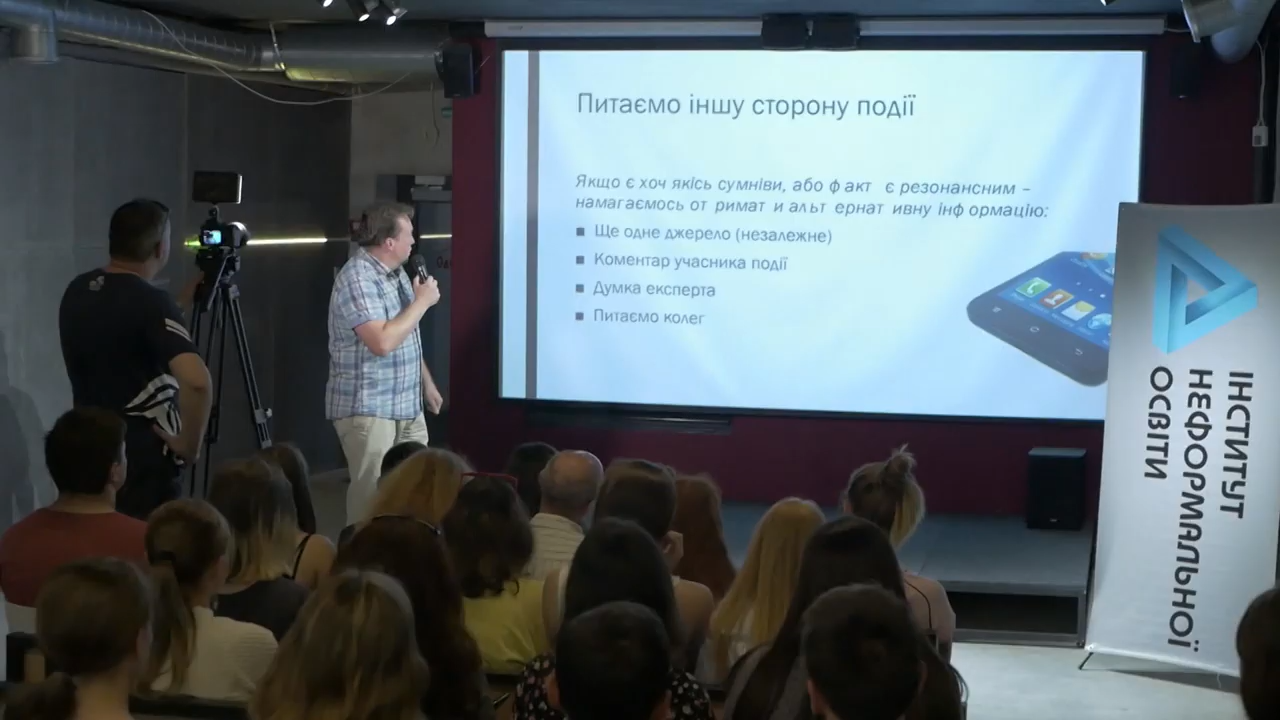 Питаємо іншу сторону події
Якщо є хоч якісь сумніви, або факт є резонансним –
намагаємось отримати альтернативну інформацію:
Ще одне джерело (незалежне)
Коментар учасника події
Думка експерта
Питаємо колег
ІНСТИТУТ
НЕФОРМАЛЬНОЇ
ОСВІТИ